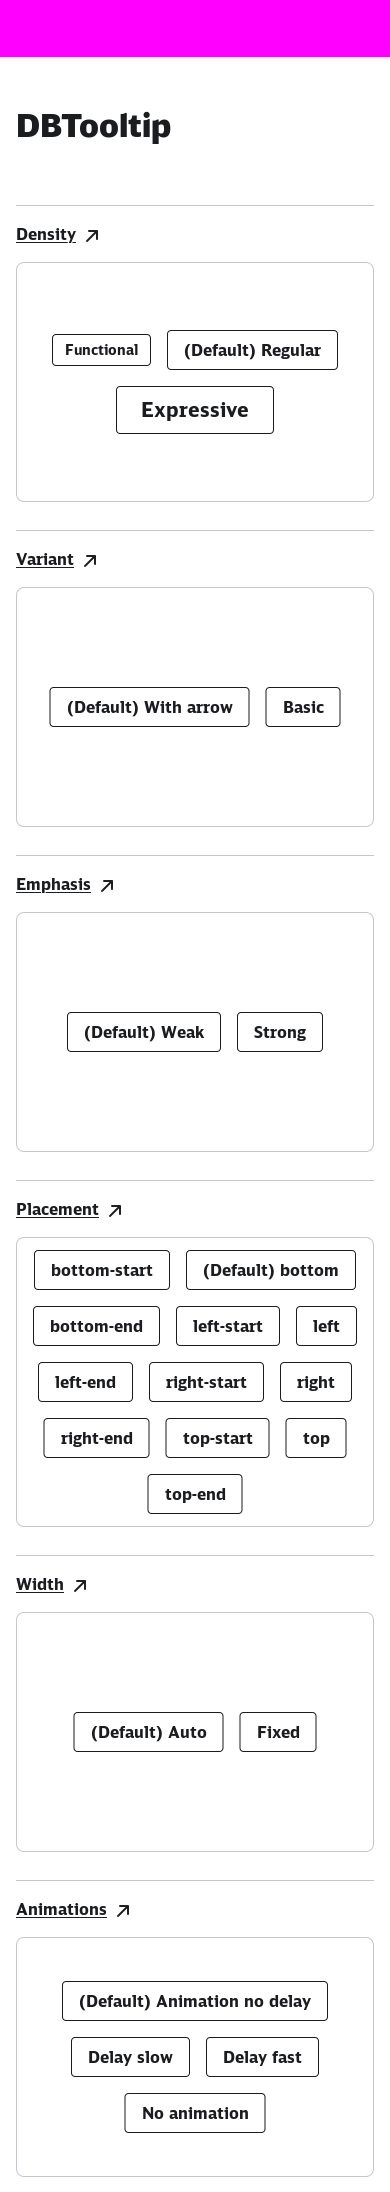 DBTooltip
Density
Functional (Default) Regular
Expressive
Variant
(Default) With arrow Basic
Emphasis
(Default) Weak Strong
Placement
bottom-start (Default) bottom
bottom-end left-start left
left-end right-start right
right-end top-start top
top-end
Width
(Default) Auto Fixed
Animations
(Default) Animation no delay
Delay slow Delay fast
No animation